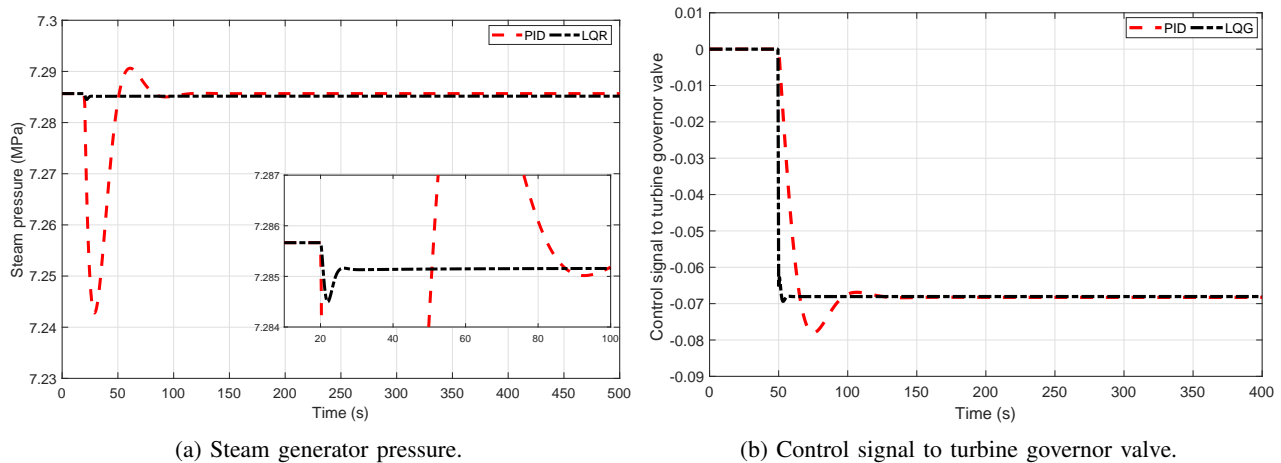 7.3
7.29
7.28
7.27
7.26
7.25
7.24
7.23
Steam pressure (MPa)
PID LQR
7.287
7.286
7.285
7.284
20 40 60 80 100
0 50 100 150 200 250 300 350 400 450 500
Time (s)
(a) Steam generator pressure.
0.01
0
-0.01
-0.02
-0.03
-0.04
-0.05
-0.06
-0.07
-0.08
-0.09
Control signal to turbine governor valve
PID LQG
0 50 100 150 200 250 300 350 400
Time (s)
(b) Control signal to turbine governor valve.